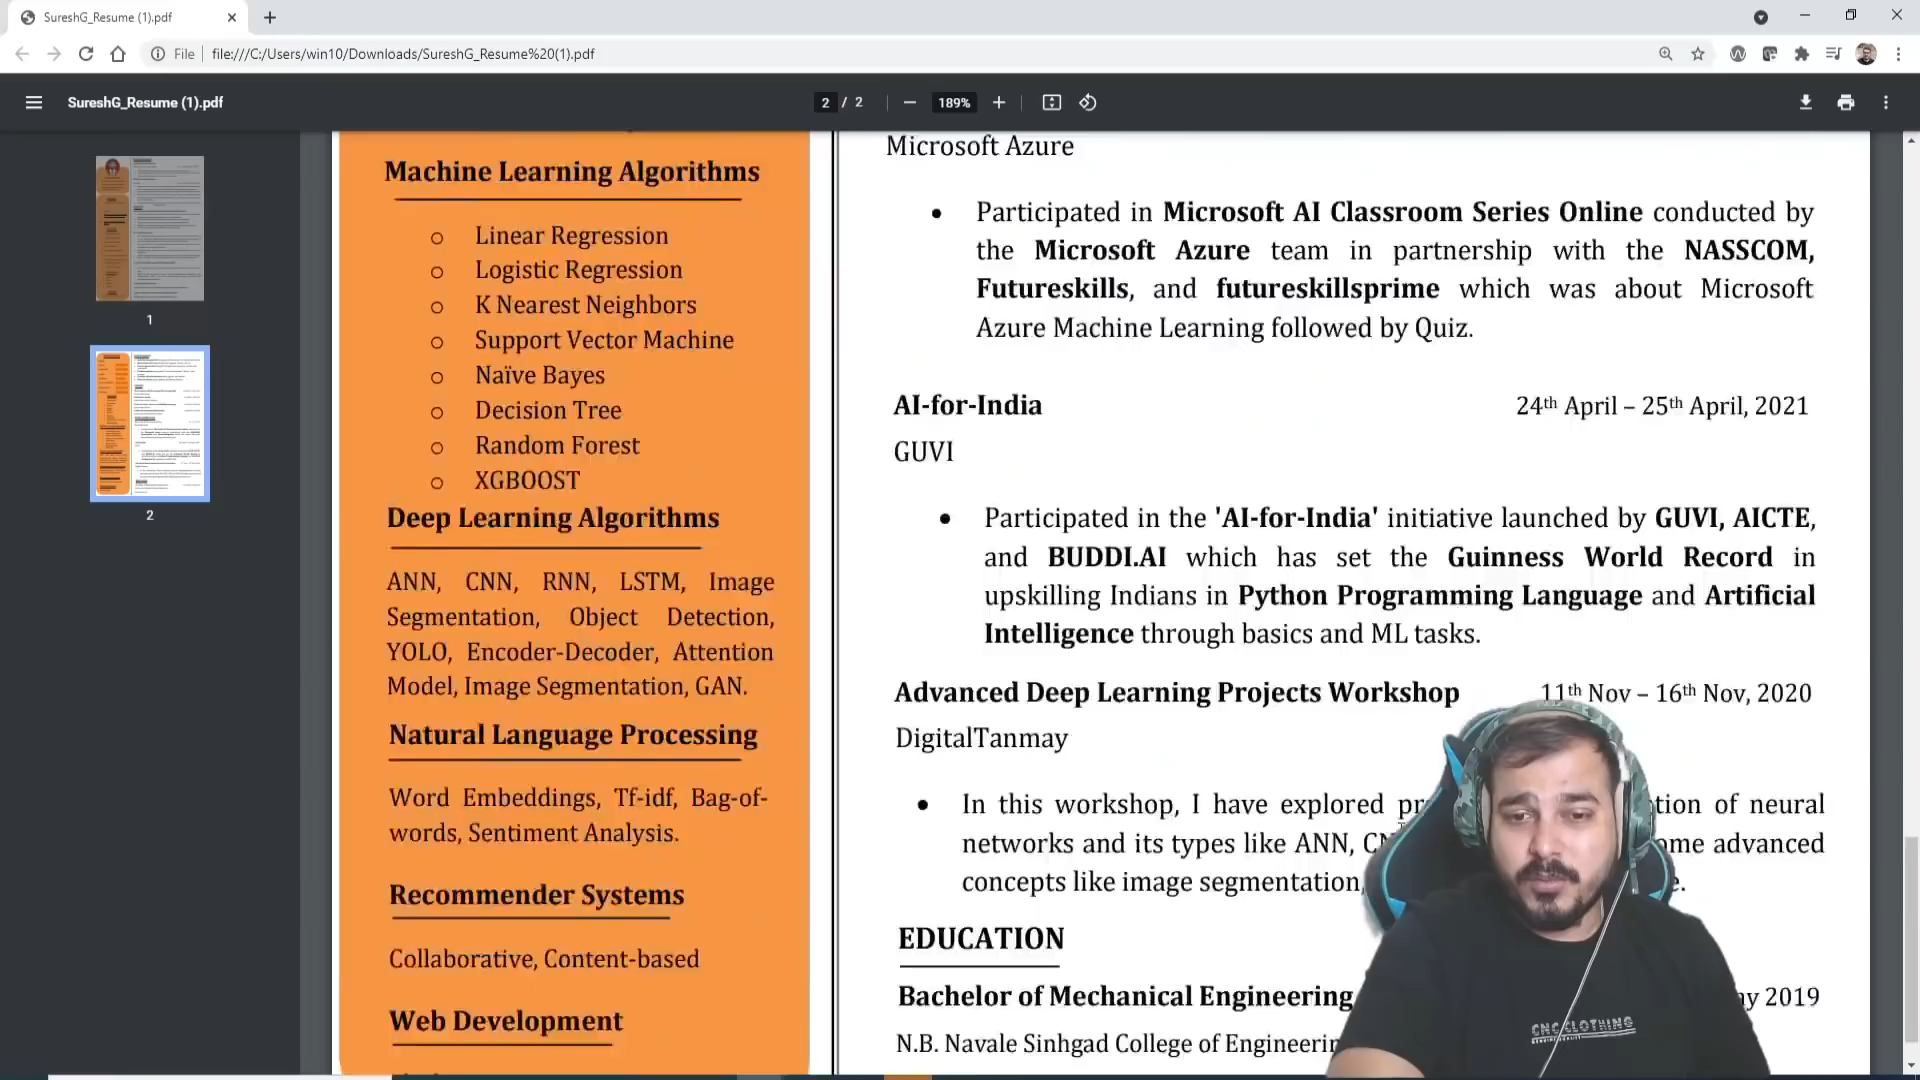 SureshG_Resume (1).pdf
File
file:///C:/Users/win10/Downloads/SureshG_Resume%20(1).pdf
SureshG_Resume (1).pdf
2 / 2
189%
1
2
Machine Learning Algorithms
Linear Regression
Logistic Regression
K Nearest Neighbors
Support Vector Machine
Naïve Bayes
Decision Tree
Random Forest
XGBOOST
Deep Learning Algorithms
ANN, CNN, RNN, LSTM, Image
Segmentation, Object Detection,
YOLO, Encoder-Decoder, Attention
Model, Image Segmentation, GAN.
Natural Language Processing
Word Embeddings, Tf-idf, Bag-of-
words, Sentiment Analysis.
Recommender Systems
Collaborative, Content-based
Web Development
Microsoft Azure
Participated in Microsoft AI Classroom Series Online conducted by
the Microsoft Azure team in partnership with the NASSCOM,
Futureskills, and futureskillsprime which was about Microsoft
Azure Machine Learning followed by Quiz.
AI-for-India 24th April – 25th April, 2021
GUVI
Participated in the 'AI-for-India' initiative launched by GUVI, AICTE,
and BUDDI.AI which has set the Guinness World Record in
upskilling Indians in Python Programming Language and Artificial
Intelligence through basics and ML tasks.
Advanced Deep Learning Projects Workshop 11th Nov – 16th Nov, 2020
DigitalTanmay
In this workshop, I have explored of neural
networks and its types like ANN, advanced
concepts like image segmentation,
EDUCATION
Bachelor of Mechanical Engineering 2019
N.B. Navale Sinhgad College of
CNC CLOTHING